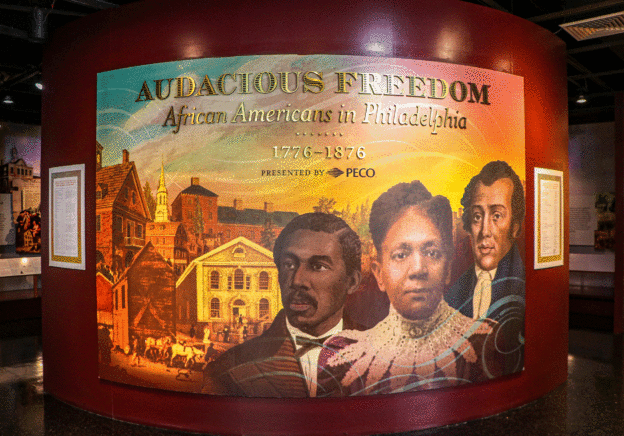 AUDACIOUS FREEDOM
African Americans in Philadelphia
1776–1876
PRESENTED BY PECO